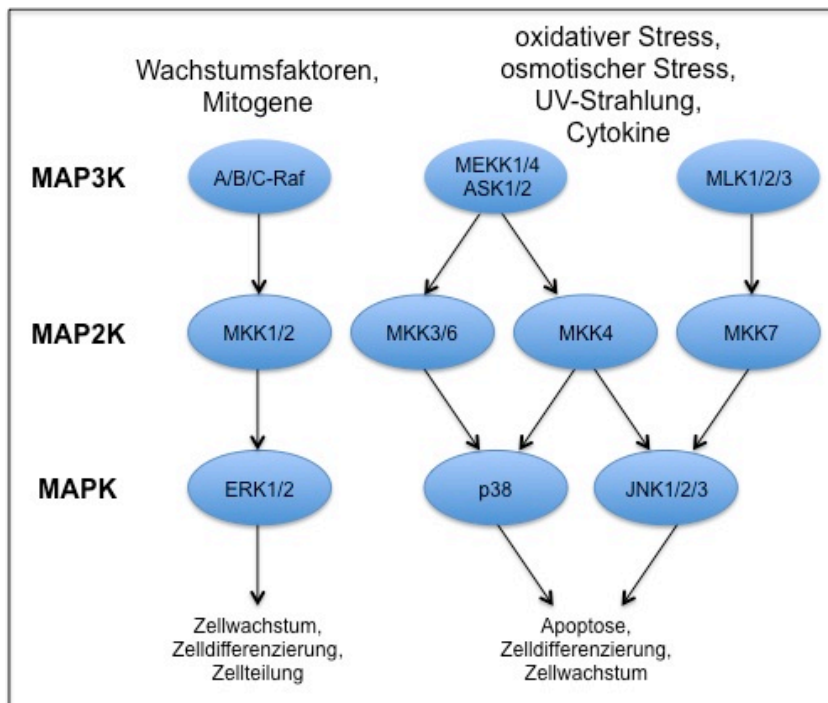 Wachstumsfaktoren,
Mitogene
oxidativer Stress,
osmotischer Stress,
UV-Strahlung,
Cytokine
MAP3K
A/B/C-Raf
MEKK1/4
ASK1/2
MLK1/2/3
MAP2K
MKK1/2
MKK3/6
MKK4
MKK7
MAPK
ERK1/2
p38
JNK1/2/3
Zellwachstum,
Zelldifferenzierung,
Zellteilung
Apoptose,
Zelldifferenzierung,
Zellwachstum